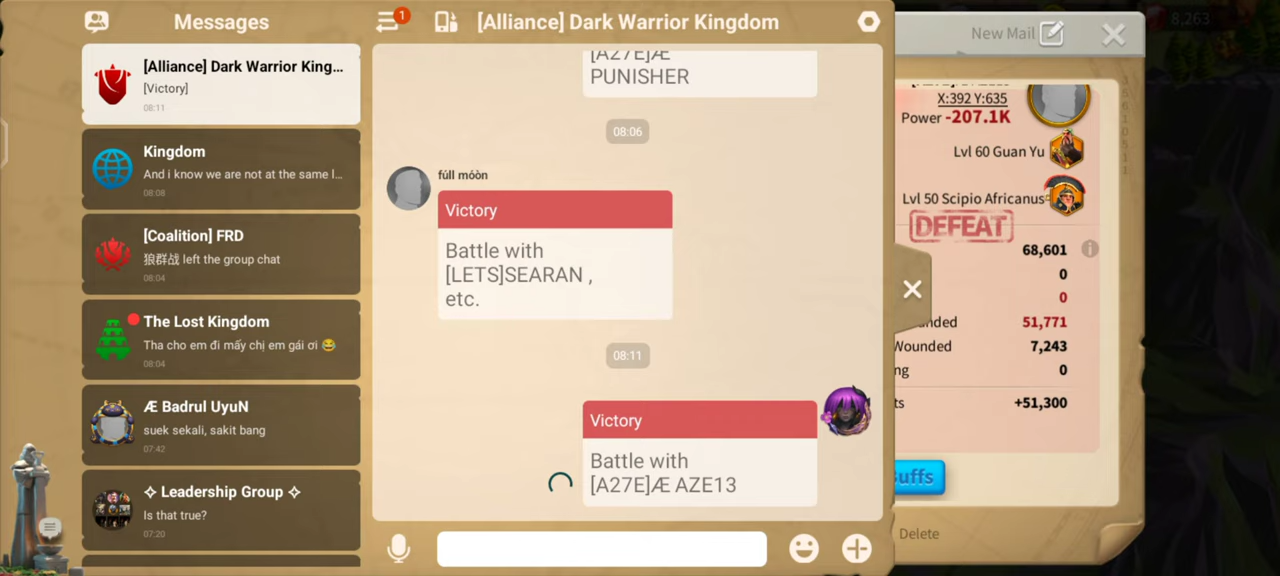 Messages
[Alliance] Dark Warrior King...
[Victory]
08:11
Kingdom
And i know we are not at the same l...
08:08
[Coalition] FRD
狼群战 left the group chat
08:04
The Lost Kingdom
Tha cho em đi mấy chị em gái ơi 😂
08:04
Æ Badrul UyuN
suek sekali, sakit bang
07:42
✧ Leadership Group ✧
Is that true?
07:20
1
[Alliance] Dark Warrior Kingdom
[A27E]Æ
PUNISHER
08:06
fúll móòn
Victory
Battle with
[LETS]SEARAN ,
etc.
08:11
Victory
Battle with
[A27E]Æ AZE13
8,263
New Mail
X:392 Y:635
Power -207.1K
Lvl 60 Guan Yu
Lvl 50 Scipio Africanus
DEFEAT
68,601
0
0
unded 51,771
Wounded 7,243
ng 0
ts +51,300
uffs
Delete